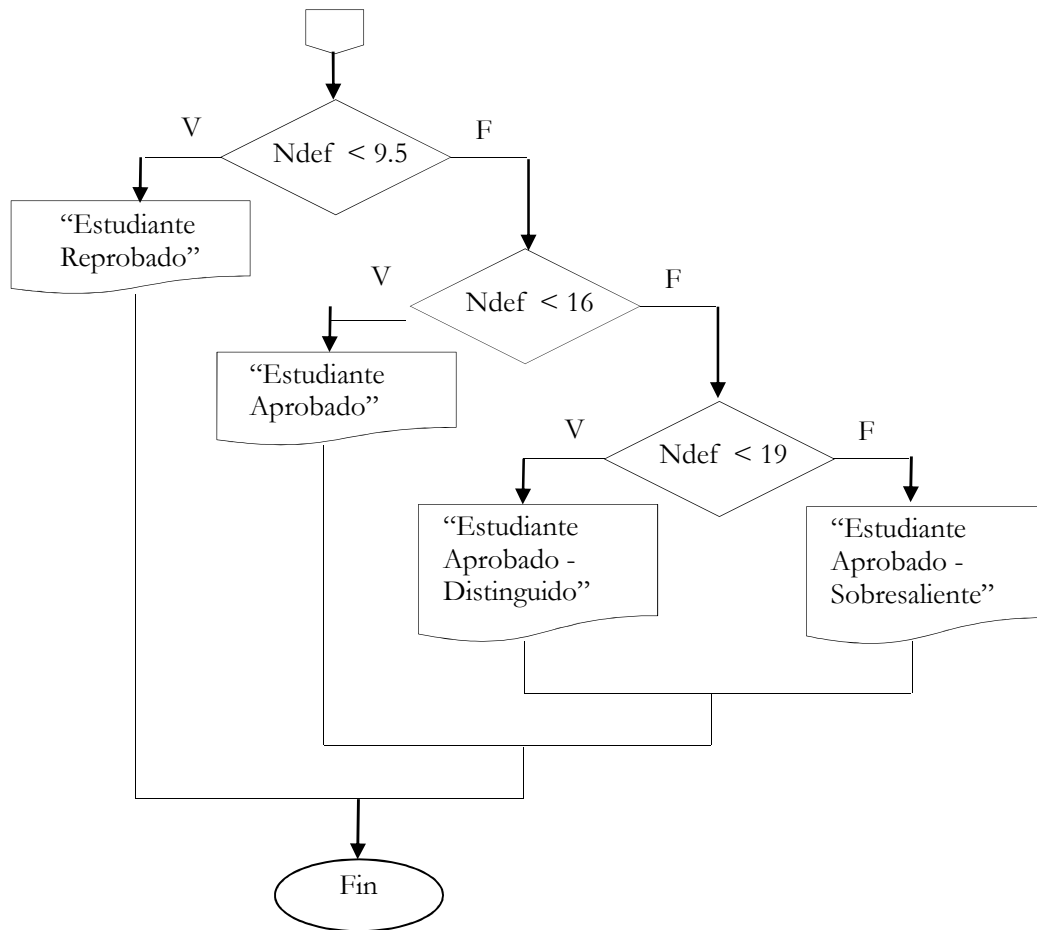 V
F
Ndef < 9.5
“Estudiante
Reprobado”
V
F
Ndef < 16
“Estudiante
Aprobado”
V
F
Ndef < 19
“Estudiante
Aprobado -
Distinguido”
“Estudiante
Aprobado -
Sobresaliente”
Fin